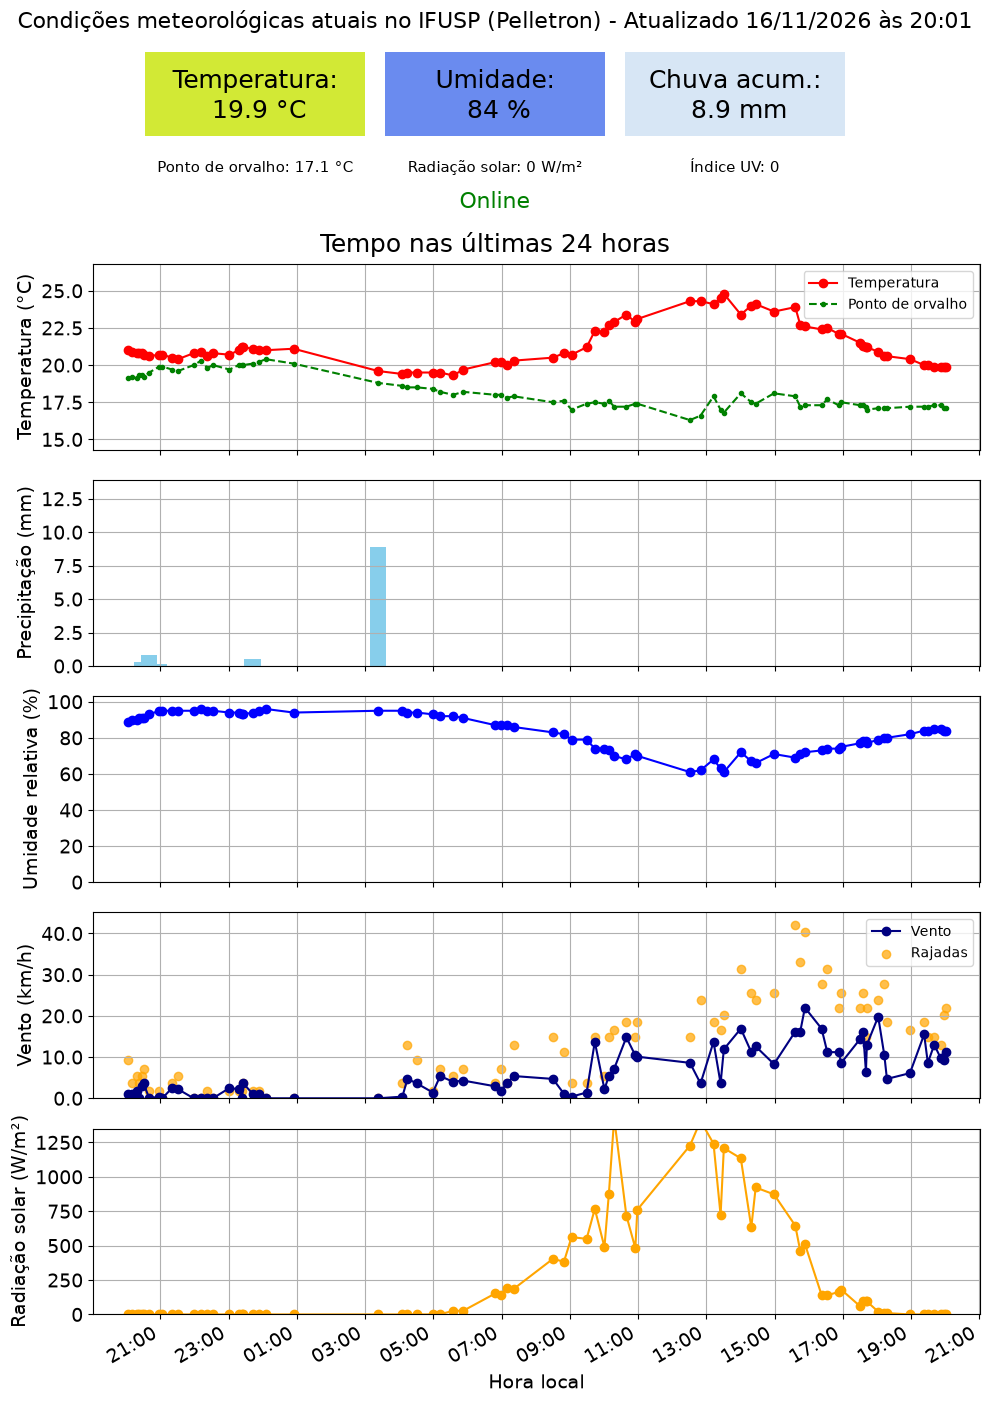 Condições meteorológicas atuais no IFUSP (Pelletron) - Atualizado 16/11/2026 às 20:01
Temperatura:
19.9 °C
Umidade:
84 %
Chuva acum.:
8.9 mm
Ponto de orvalho: 17.1 °C
Radiação solar: 0 W/m²
Índice UV: 0
Online
Tempo nas últimas 24 horas
Temperatura (°C)
25.0
22.5
20.0
17.5
15.0
Temperatura
Ponto de orvalho
Precipitação (mm)
12.5
10.0
7.5
5.0
2.5
0.0
Umidade relativa (%)
100
80
60
40
20
0
Vento (km/h)
40.0
30.0
20.0
10.0
0.0
Vento
Rajadas
Radiação solar (W/m²)
1250
1000
750
500
250
0
21:00
23:00
01:00
03:00
05:00
07:00
09:00
11:00
13:00
15:00
17:00
19:00
21:00
Hora local